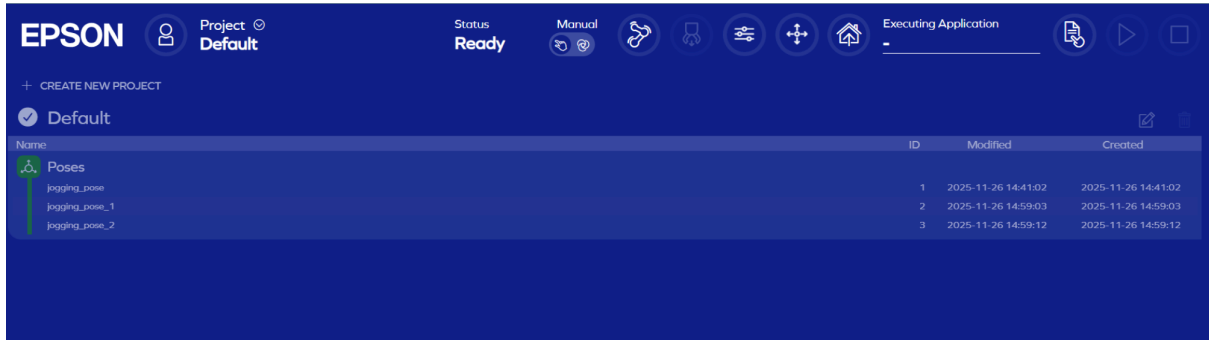 EPSON
Project
Default
Status
Ready
Manual
Executing Application
-
+ CREATE NEW PROJECT
Default
Name ID Modified Created
Poses
jogging_pose 1 2025-11-26 14:41:02 2025-11-26 14:41:02
jogging_pose_1 2 2025-11-26 14:59:03 2025-11-26 14:59:03
jogging_pose_2 3 2025-11-26 14:59:12 2025-11-26 14:59:12